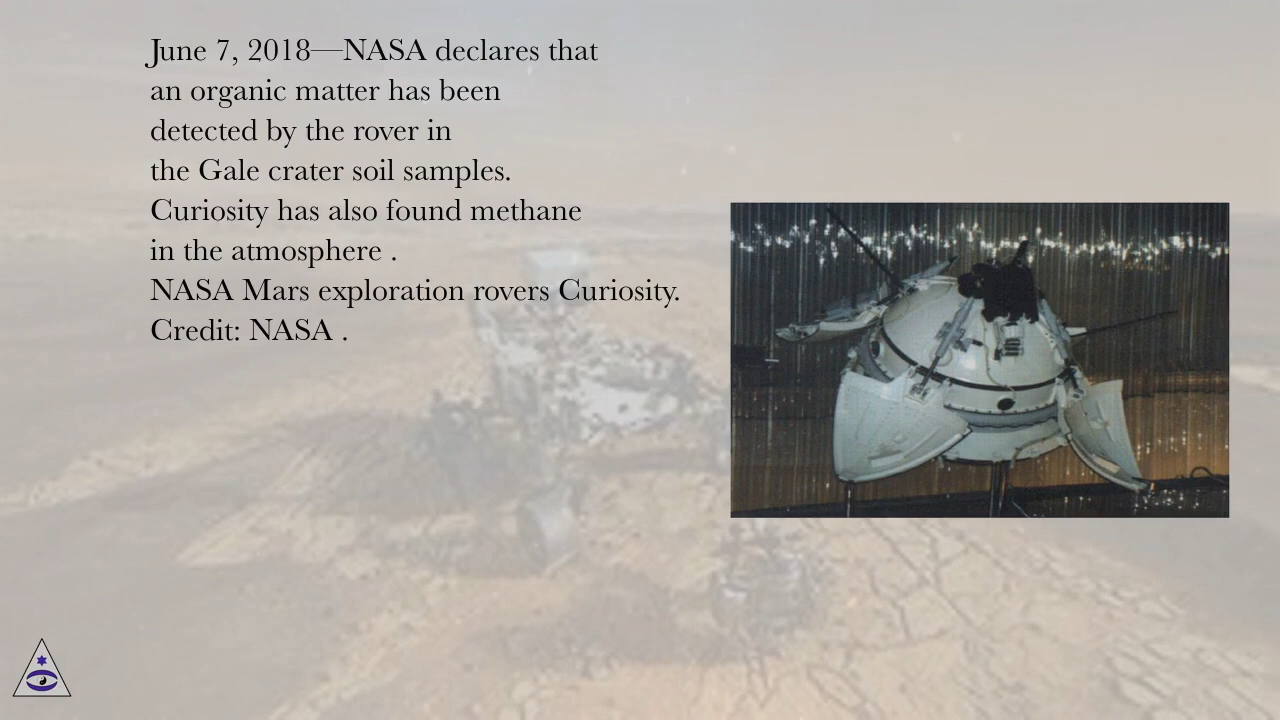 June 7, 2018—NASA declares that
an organic matter has been
detected by the rover in
the Gale crater soil samples.
Curiosity has also found methane
in the atmosphere .
NASA Mars exploration rovers Curiosity.
Credit: NASA .